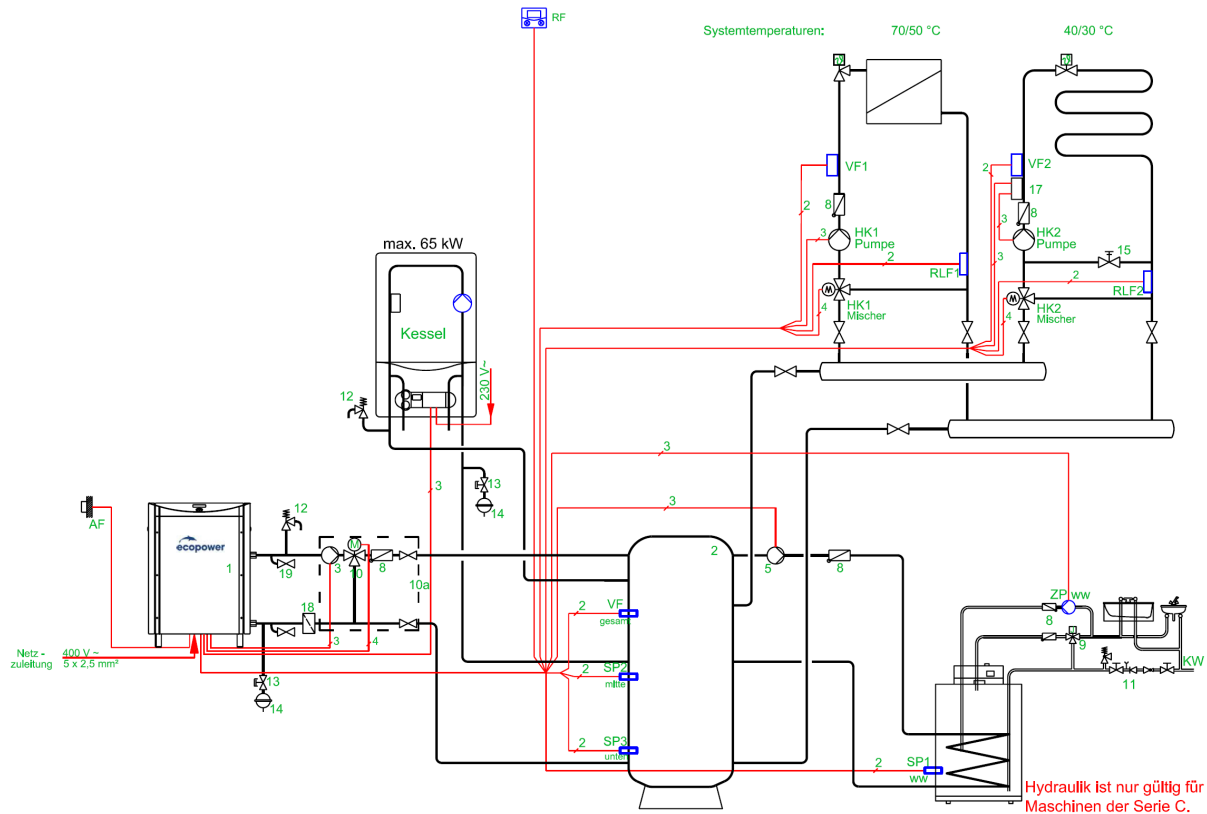 RF
Systemtemperaturen:
70/50 °C
40/30 °C
VF1
VF2
2
2
17
8
8
3
HK1
Pumpe
3
HK2
Pumpe
3
15
2
RLF1
2
RLF2
4
HK1
Mischer
4
HK2
Mischer
max. 65 kW
Kessel
230 V~
12
3
3
13
14
3
AF
12
ecopower
1
19
3
M
10
8
10a
18
3
4
2
5
8
VF
gesamt
2
SP2
mitte
2
SP3
unten
2
SP1
ww
2
ZP ww
8
9
11
KW
Netz -
zuleitung
400 V ~
5 x 2,5 mm²
13
14
Hydraulik ist nur gültig für
Maschinen der Serie C.